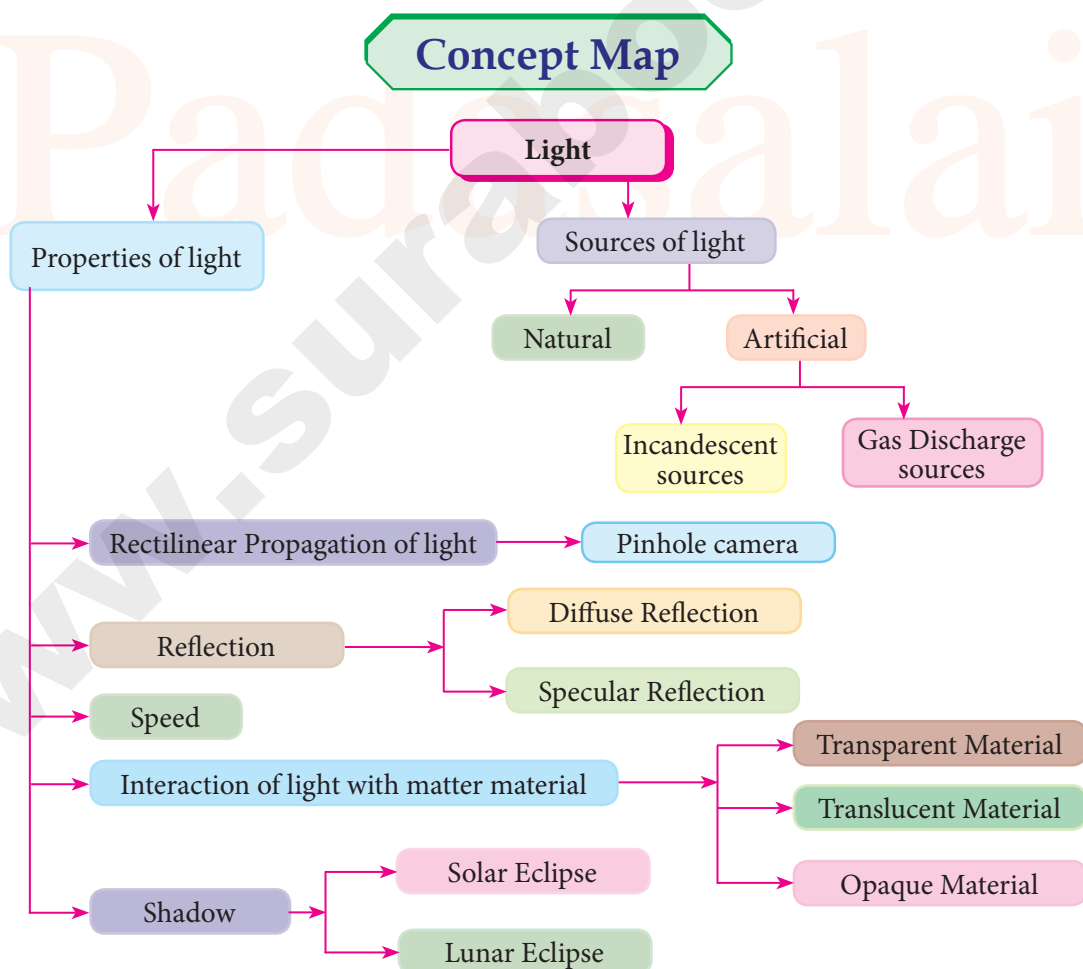 Concept Map
Padasalai
Light
Properties of light
Sources of light
Natural
Artificial
Incandescent
sources
Gas Discharge
sources
Rectilinear Propagation of light
Pinhole camera
Reflection
Diffuse Reflection
Specular Reflection
Speed
Interaction of light with matter material
Transparent Material
Translucent Material
Opaque Material
Shadow
Solar Eclipse
Lunar Eclipse
www.suraboo